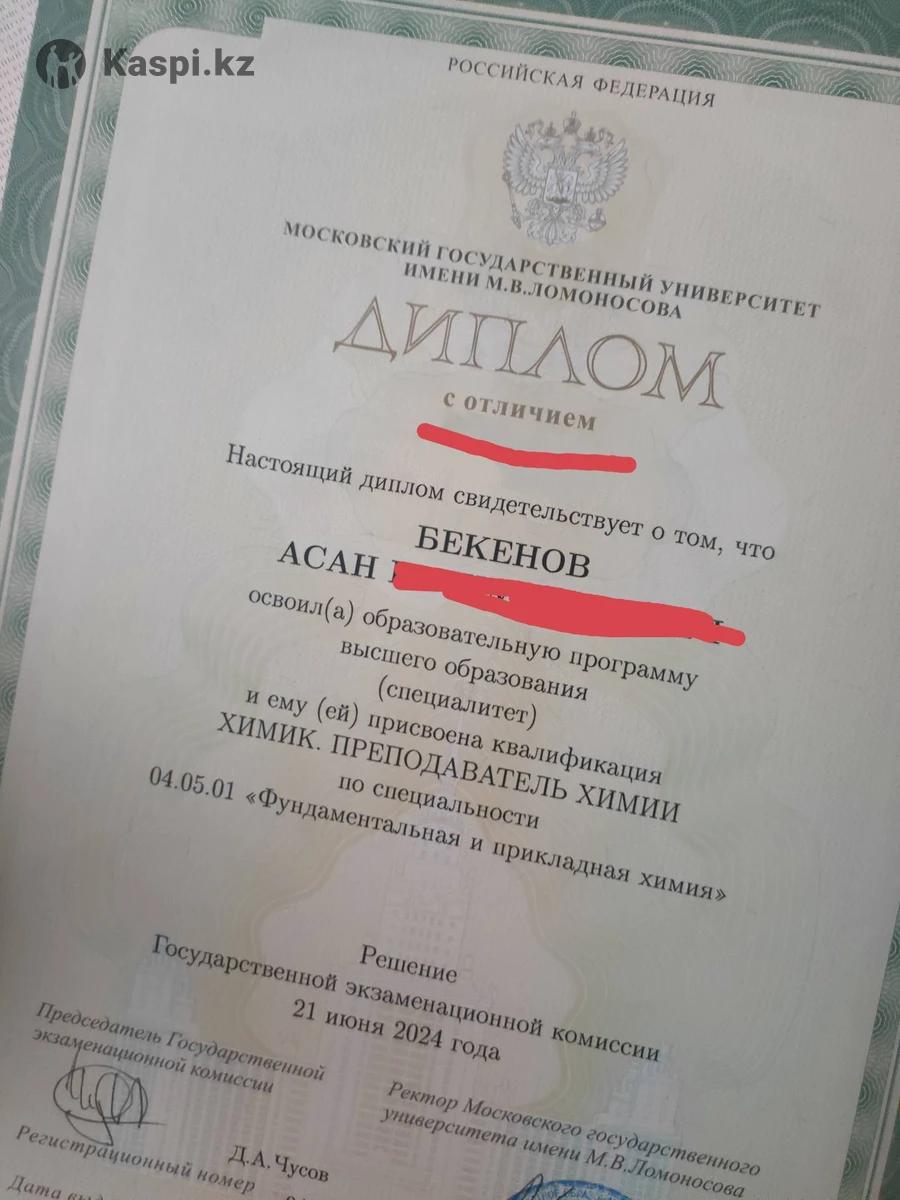 Kaspi.kz
РОССИЙСКАЯ ФЕДЕРАЦИЯ
МОСКОВСКИЙ ГОСУДАРСТВЕННЫЙ УНИВЕРСИТЕТ
ИМЕНИ М.В.ЛОМОНОСОВА
ДИПЛОМ
с отличием
Настоящий диплом свидетельствует о том, что
БЕКЕНОВ
АСАН
освоил(а) образовательную программу
высшего образования
(специалитет)
и ему (ей) присвоена квалификация
ХИМИК. ПРЕПОДАВАТЕЛЬ ХИМИИ
по специальности
04.05.01 «Фундаментальная и прикладная химия»
Решение
Государственной экзаменационной комиссии
21 июня 2024 года
Председатель Государственной
экзаменационной комиссии
Д.А.Чусов
Регистрационный номер
Дата
Ректор Московского государственного
университета имени М.В.Ломоносова